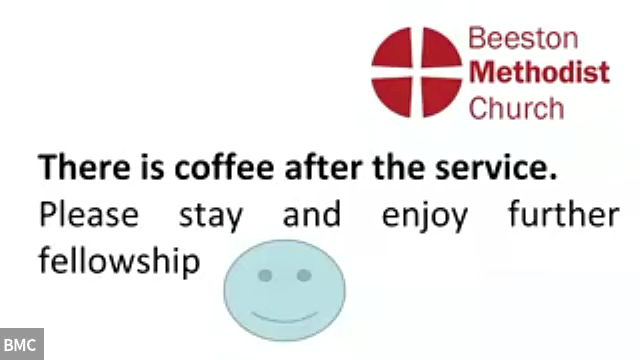 Beeston
Methodist
Church
There is coffee after the service.
Please stay and enjoy further
fellowship
BMC